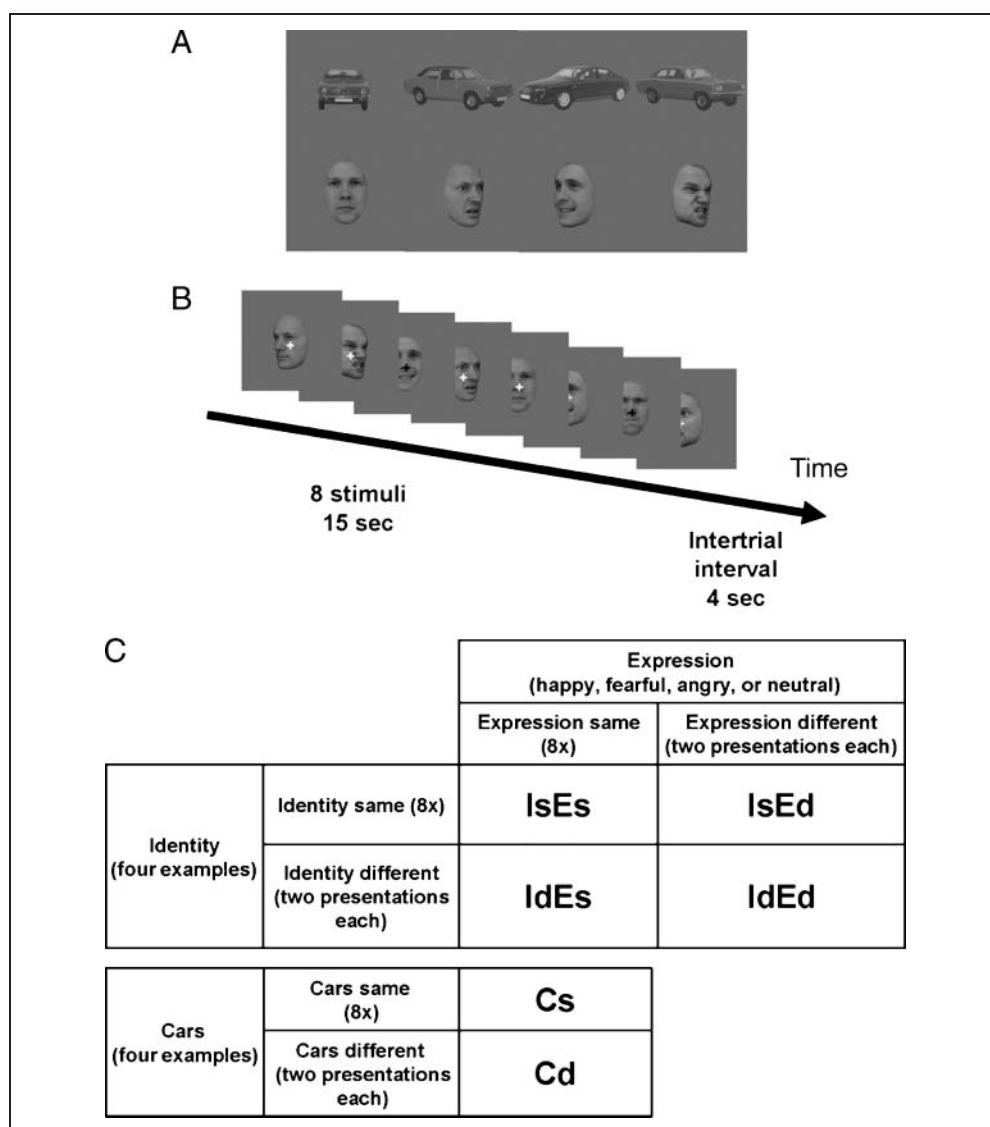 A
B
Time
8 stimuli
15 sec
Intertrial
interval
4 sec
C
Expression
(happy, fearful, angry, or neutral)
Expression same
(8x)
Expression different
(two presentations each)
Identity
(four examples)
Identity same (8x)
IsEs
IsEd
Identity different
(two presentations
each)
IdEs
IdEd
Cars
(four examples)
Cars same
(8x)
Cs
Cars different
(two presentations
each)
Cd